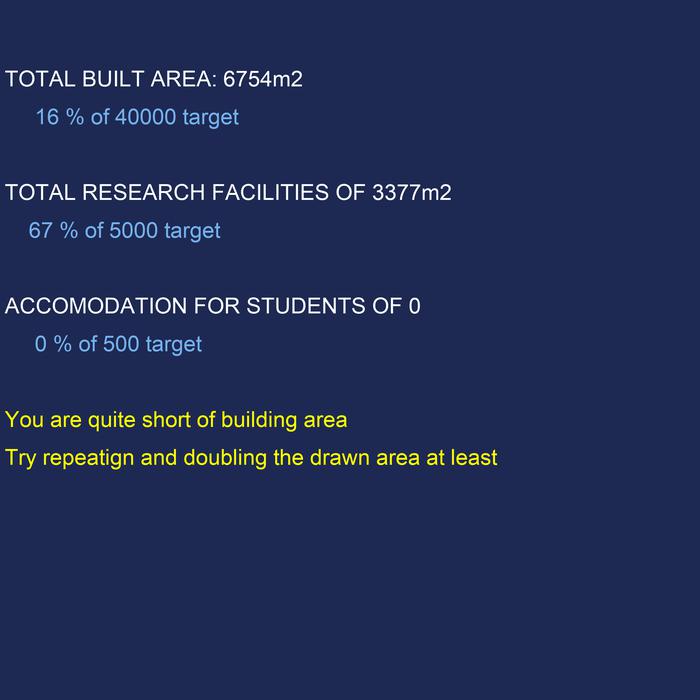 TOTAL BUILT AREA: 6754m2
16 % of 40000 target
TOTAL RESEARCH FACILITIES OF 3377m2
67 % of 5000 target
ACCOMODATION FOR STUDENTS OF 0
0 % of 500 target
You are quite short of building area
Try repeatign and doubling the drawn area at least